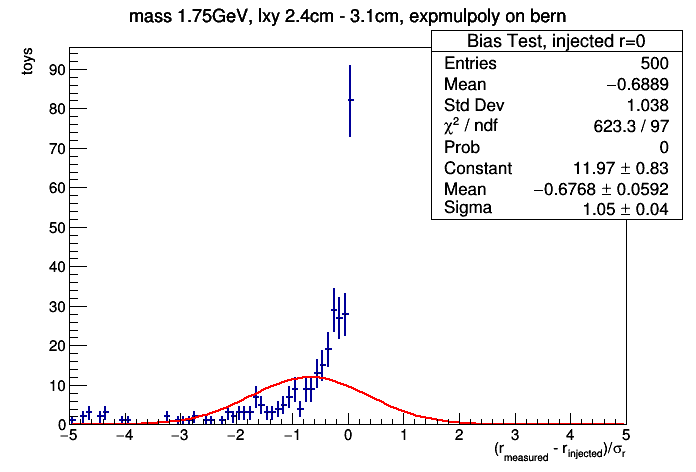 mass 1.75GeV, lxy 2.4cm - 3.1cm, expmulpoly on bern
Bias Test, injected r=0
Entries 500
Mean −0.6889
Std Dev 1.038
χ² / ndf 623.3 / 97
Prob 0
Constant 11.97 ± 0.83
Mean −0.6768 ± 0.0592
Sigma 1.05 ± 0.04
toys
90
80
70
60
50
40
30
20
10
0
−5 −4 −3 −2 −1 0 1 2 3 4 5
(r_measured - r_injected)/σ_r